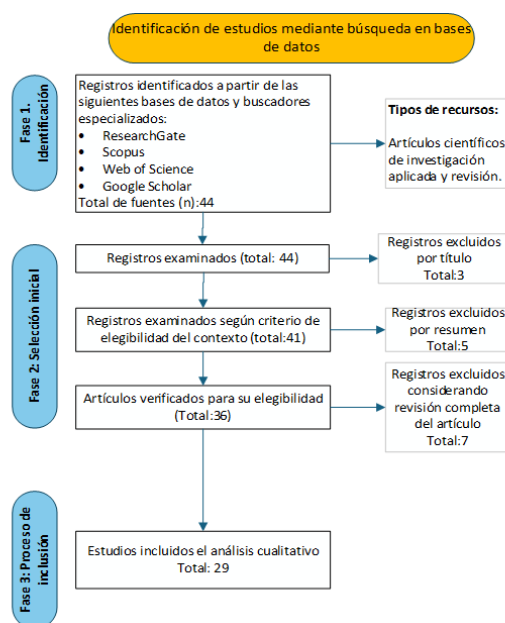 Identificación de estudios mediante búsqueda en bases
de datos
Fase 1.
Identificación
Registros identificados a partir de las
siguientes bases de datos y buscadores
especializados:
• ResearchGate
• Scopus
• Web of Science
• Google Scholar
Total de fuentes (n):44
Tipos de recursos:
Artículos científicos
de investigación
aplicada y revisión.
Fase 2: Selección inicial
Registros examinados (total: 44)
Registros excluidos
por título
Total:3
Registros examinados según criterio de
elegibilidad del contexto (total:41)
Registros excluidos
por resumen
Total:5
Artículos verificados para su elegibilidad
(Total:36)
Registros excluidos
considerando
revisión completa
del artículo
Total:7
Fase 3: Proceso de
inclusión
Estudios incluidos el análisis cualitativo
Total: 29